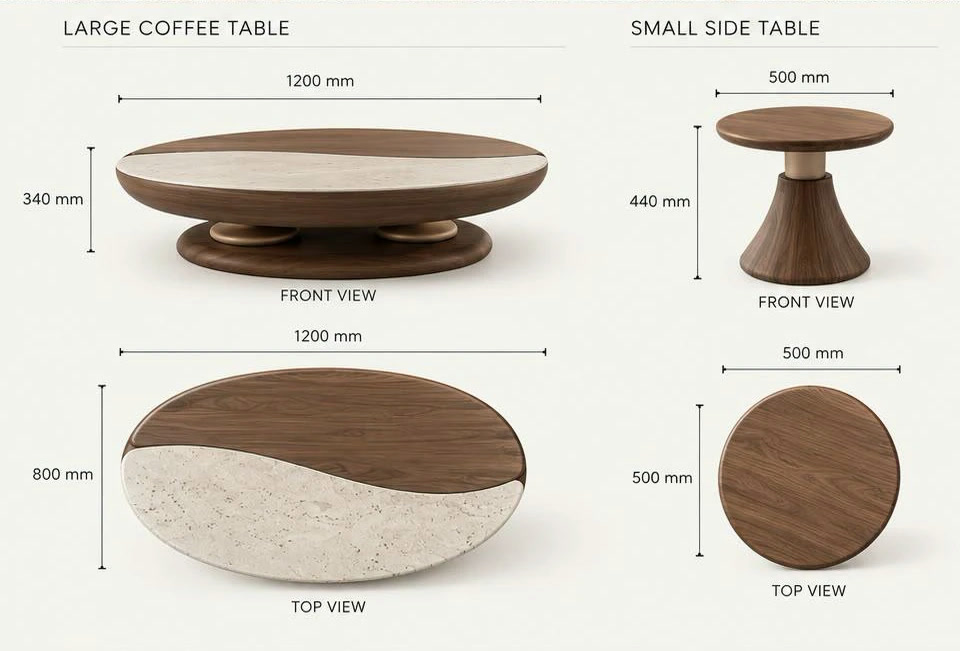 LARGE COFFEE TABLE
1200 mm
340 mm
FRONT VIEW
1200 mm
800 mm
TOP VIEW
SMALL SIDE TABLE
500 mm
440 mm
FRONT VIEW
500 mm
500 mm
TOP VIEW